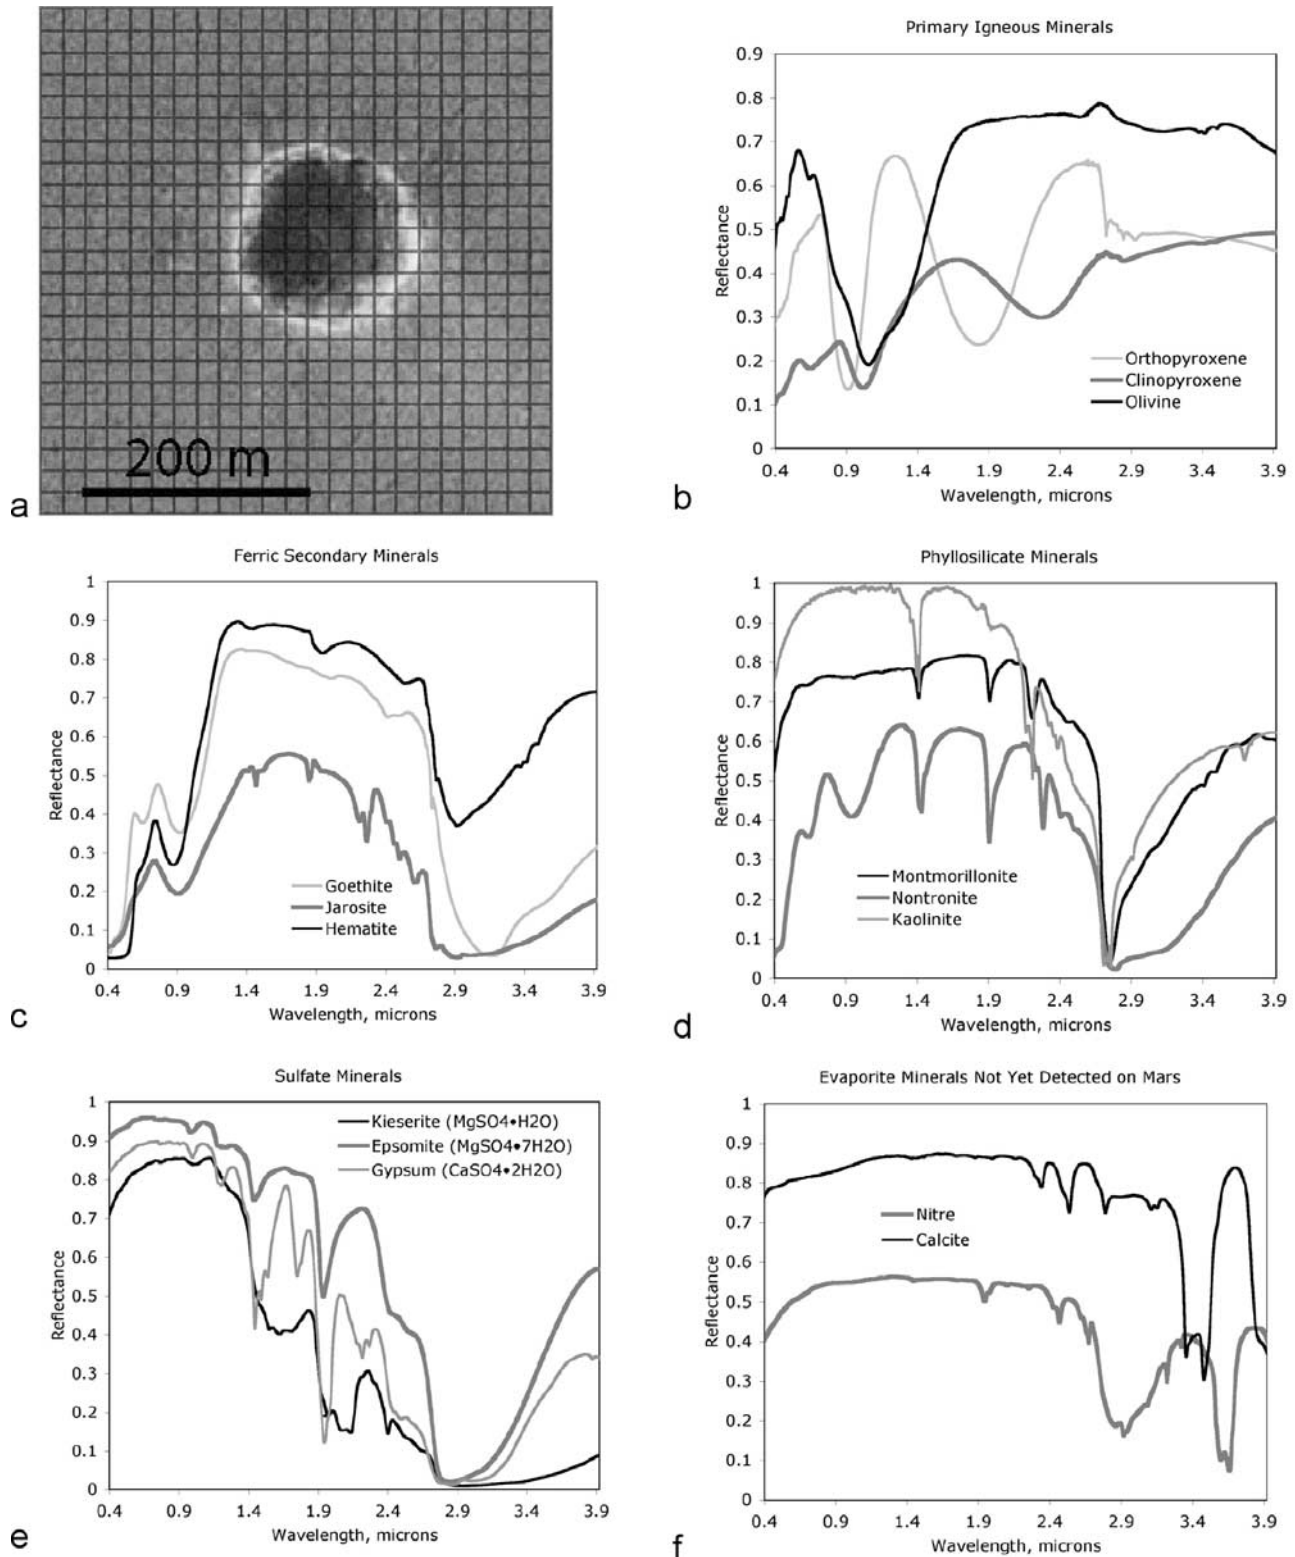 200 m
a
Primary Igneous Minerals
0.9
0.8
0.7
0.6
0.5
0.4
0.3
0.2
0.1
0
Reflectance
Orthopyroxene
Clinopyroxene
Olivine
0.4 0.9 1.4 1.9 2.4 2.9 3.4 3.9
Wavelength, microns
b
Ferric Secondary Minerals
1
0.9
0.8
0.7
0.6
0.5
0.4
0.3
0.2
0.1
0
Reflectance
Goethite
Jarosite
Hematite
0.4 0.9 1.4 1.9 2.4 2.9 3.4 3.9
Wavelength, microns
c
Phyllosilicate Minerals
1
0.9
0.8
0.7
0.6
0.5
0.4
0.3
0.2
0.1
0
Reflectance
Montmorillonite
Nontronite
Kaolinite
0.4 0.9 1.4 1.9 2.4 2.9 3.4 3.9
Wavelength, microns
d
Sulfate Minerals
1
0.9
0.8
0.7
0.6
0.5
0.4
0.3
0.2
0.1
0
Reflectance
Kieserite (MgSO4•H2O)
Epsomite (MgSO4•7H2O)
Gypsum (CaSO4•2H2O)
0.4 0.9 1.4 1.9 2.4 2.9 3.4 3.9
Wavelength, microns
e
Evaporite Minerals Not Yet Detected on Mars
1
0.9
0.8
0.7
0.6
0.5
0.4
0.3
0.2
0.1
0
Reflectance
Nitre
Calcite
0.4 0.9 1.4 1.9 2.4 2.9 3.4 3.9
Wavelength, microns
f